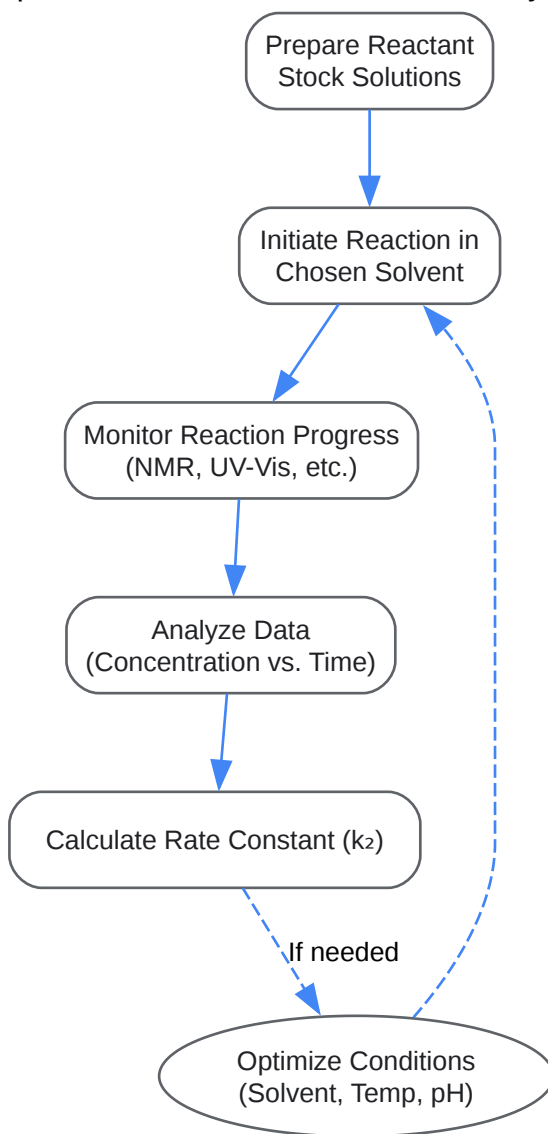 Prepare Reactant
Stock Solutions
Initiate Reaction in
Chosen Solvent
Monitor Reaction Progress
(NMR, UV-Vis, etc.)
Analyze Data
(Concentration vs. Time)
Calculate Rate Constant (k₂)
If needed
Optimize Conditions
(Solvent, Temp, pH)